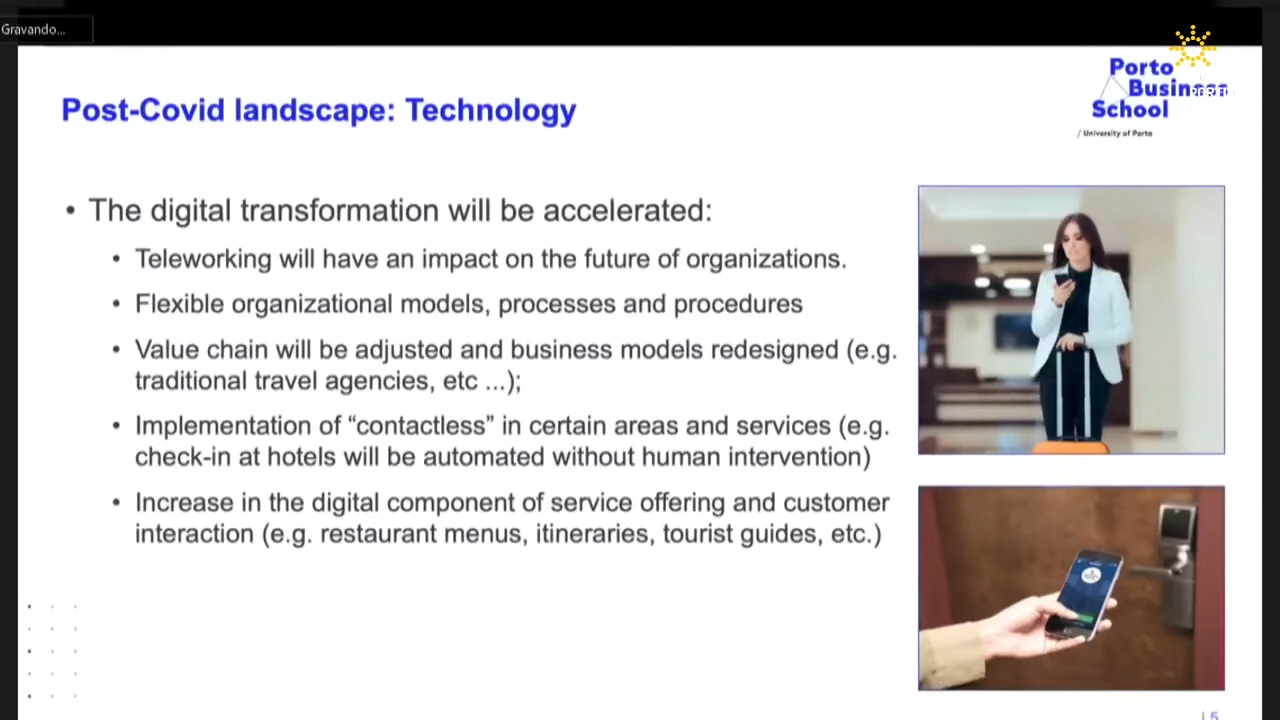 Gravando...
Post-Covid landscape: Technology
Porto
Business
School
/ University of Porto
• The digital transformation will be accelerated:
• Teleworking will have an impact on the future of organizations.
• Flexible organizational models, processes and procedures
• Value chain will be adjusted and business models redesigned (e.g.
traditional travel agencies, etc ...);
• Implementation of “contactless” in certain areas and services (e.g.
check-in at hotels will be automated without human intervention)
• Increase in the digital component of service offering and customer
interaction (e.g. restaurant menus, itineraries, tourist guides, etc.)
| 5